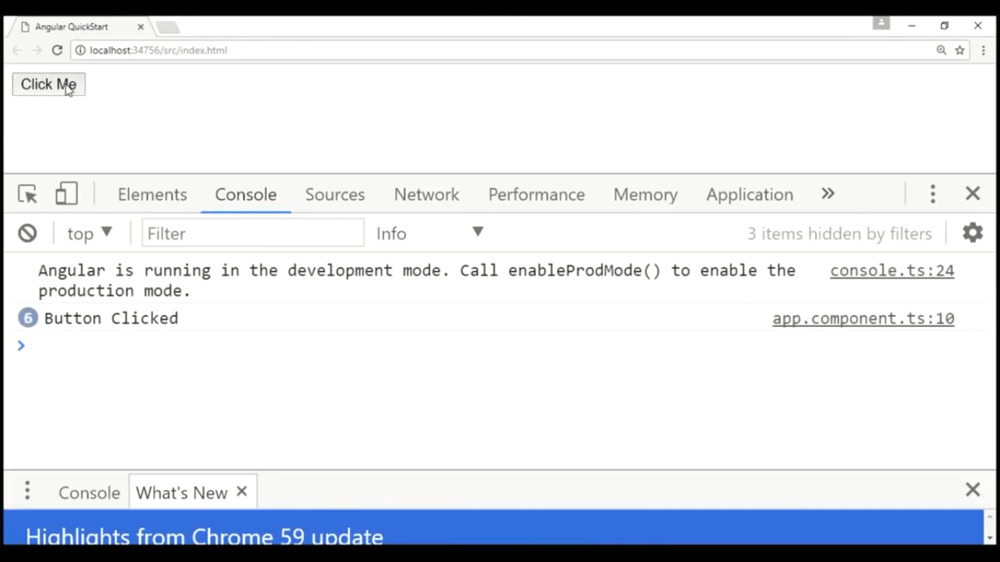 Angular QuickStart
localhost:34756/src/index.html
Click Me
Elements Console Sources Network Performance Memory Application
top Filter Info 3 items hidden by filters
Angular is running in the development mode. Call enableProdMode() to enable the console.ts:24
production mode.
6 Button Clicked app.component.ts:10
Console What's New
Highlights from Chrome 59 update